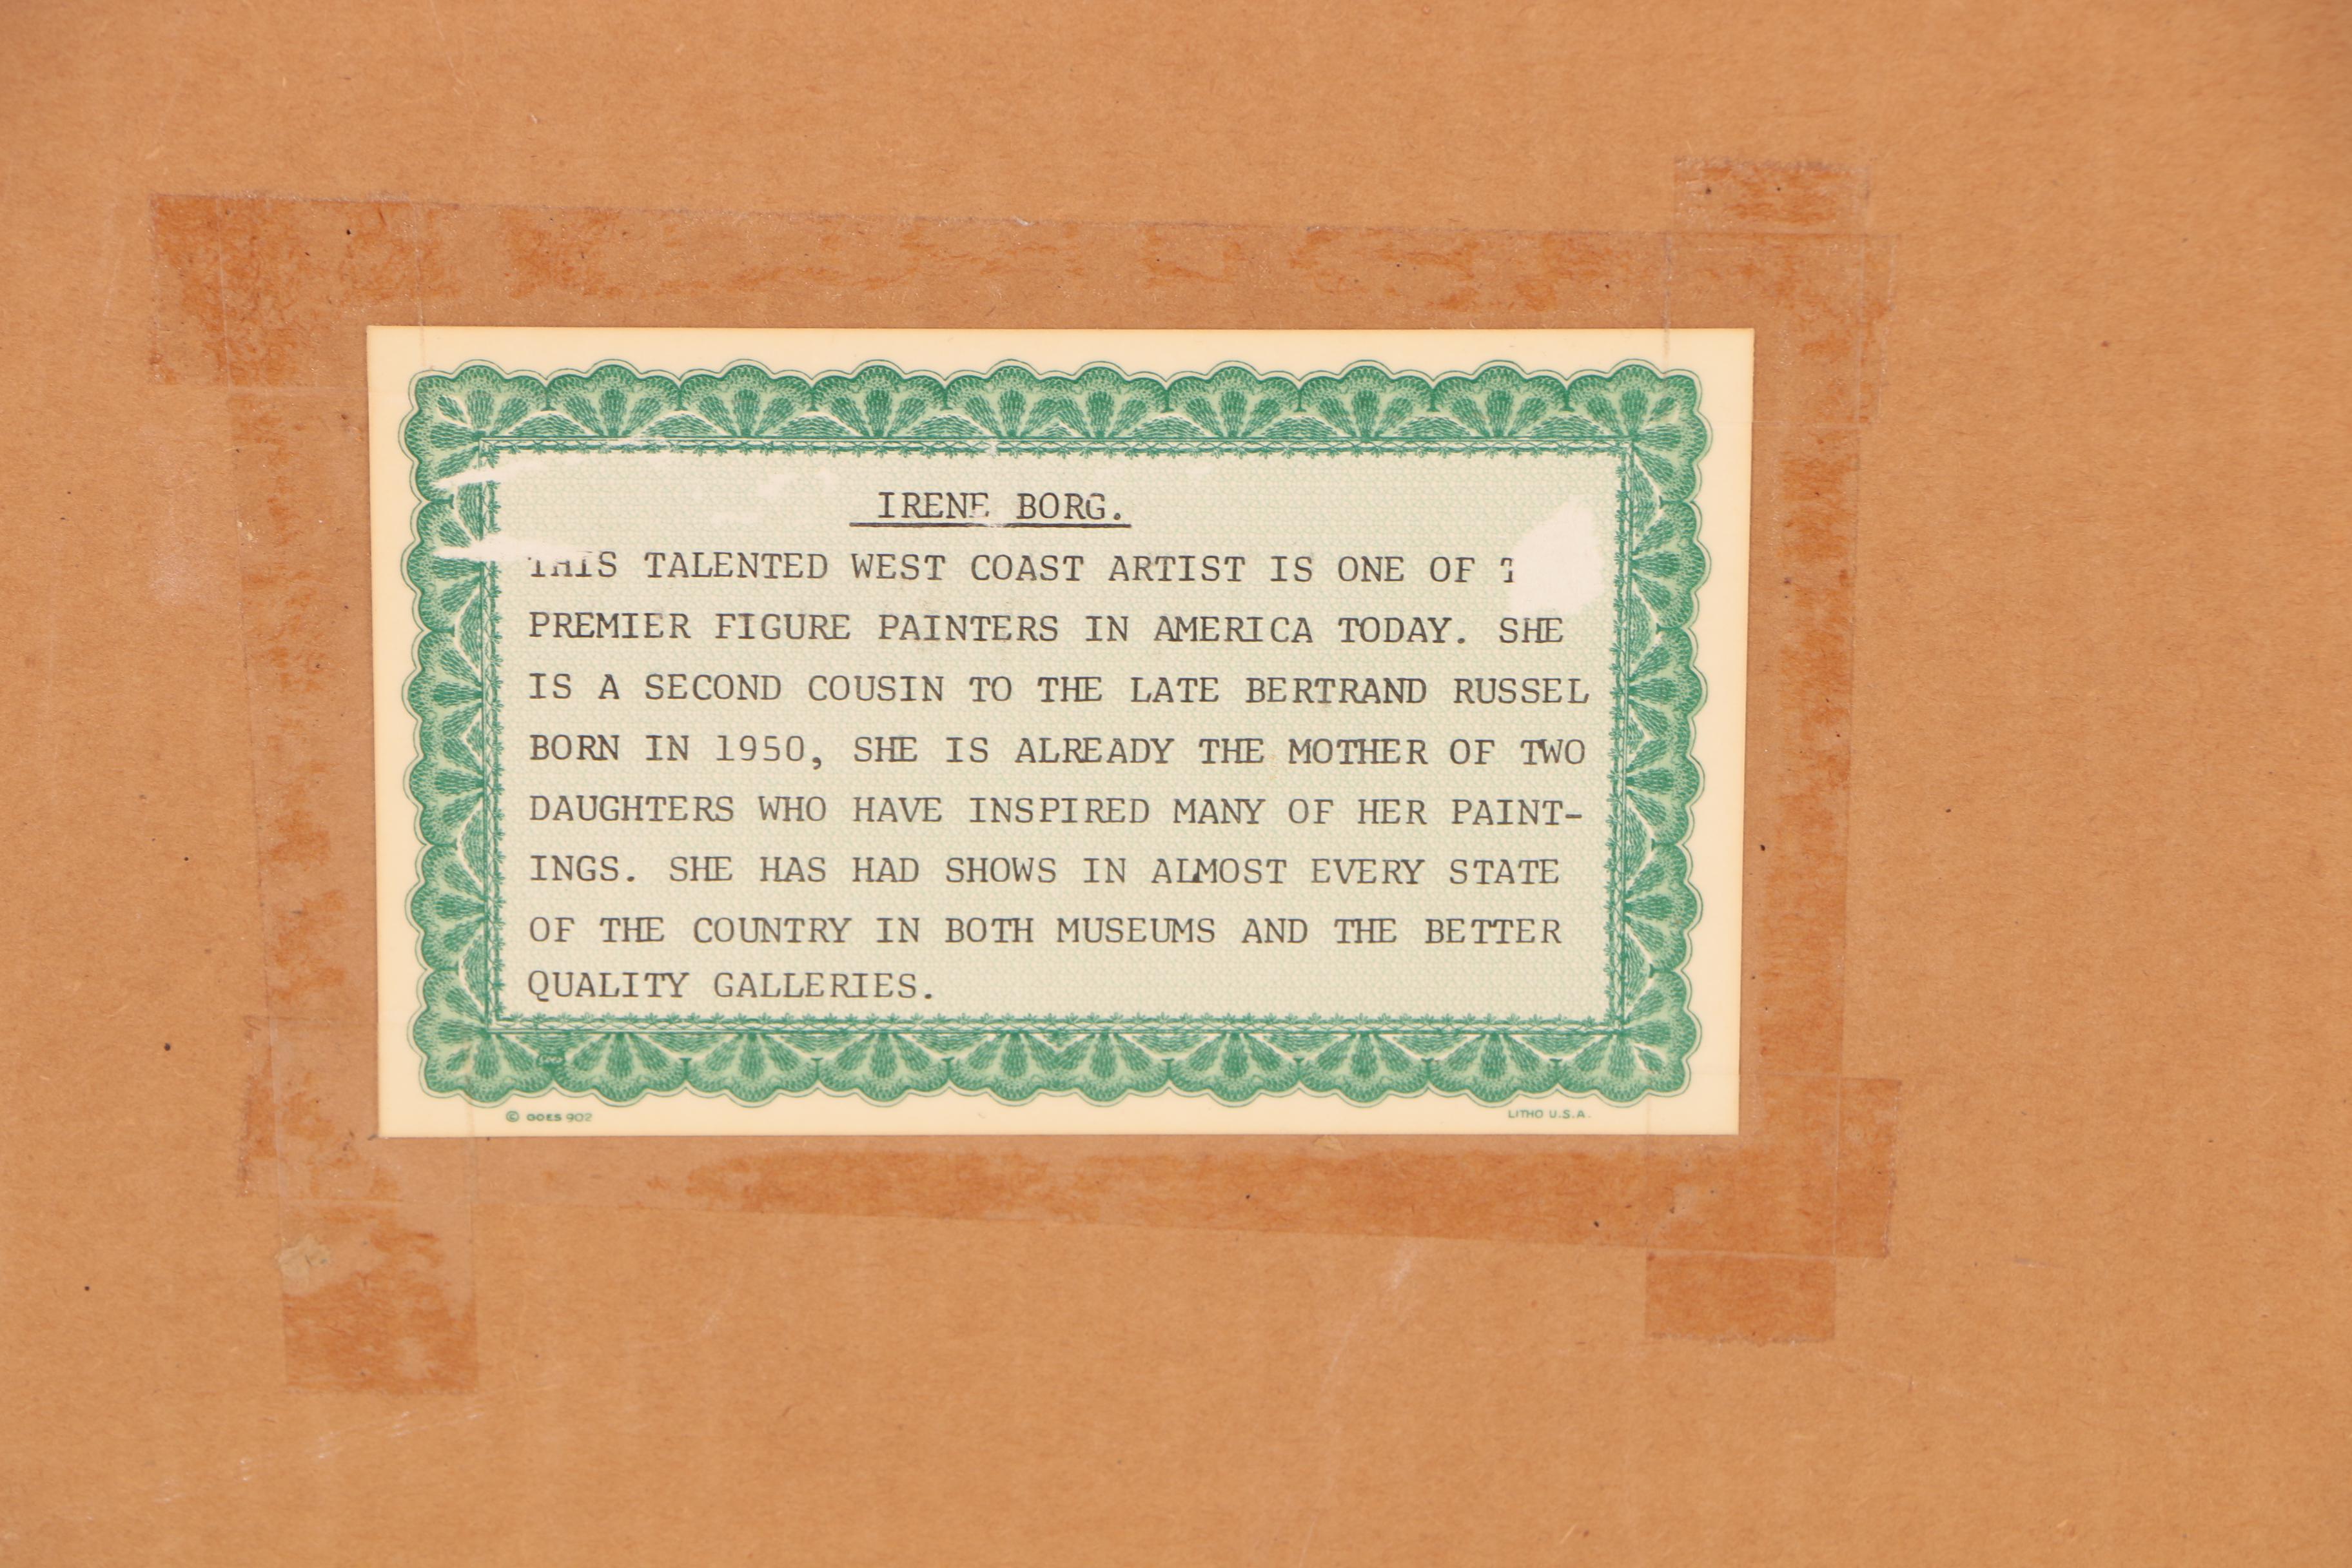 IRENE BORG.
THIS TALENTED WEST COAST ARTIST IS ONE OF
PREMIER FIGURE PAINTERS IN AMERICA TODAY. SHE
IS A SECOND COUSIN TO THE LATE BERTRAND RUSSEL
BORN IN 1950, SHE IS ALREADY THE MOTHER OF TWO
DAUGHTERS WHO HAVE INSPIRED MANY OF HER PAINT-
INGS. SHE HAS HAD SHOWS IN ALMOST EVERY STATE
OF THE COUNTRY IN BOTH MUSEUMS AND THE BETTER
QUALITY GALLERIES.
© GOES 902
LITHO U.S.A.